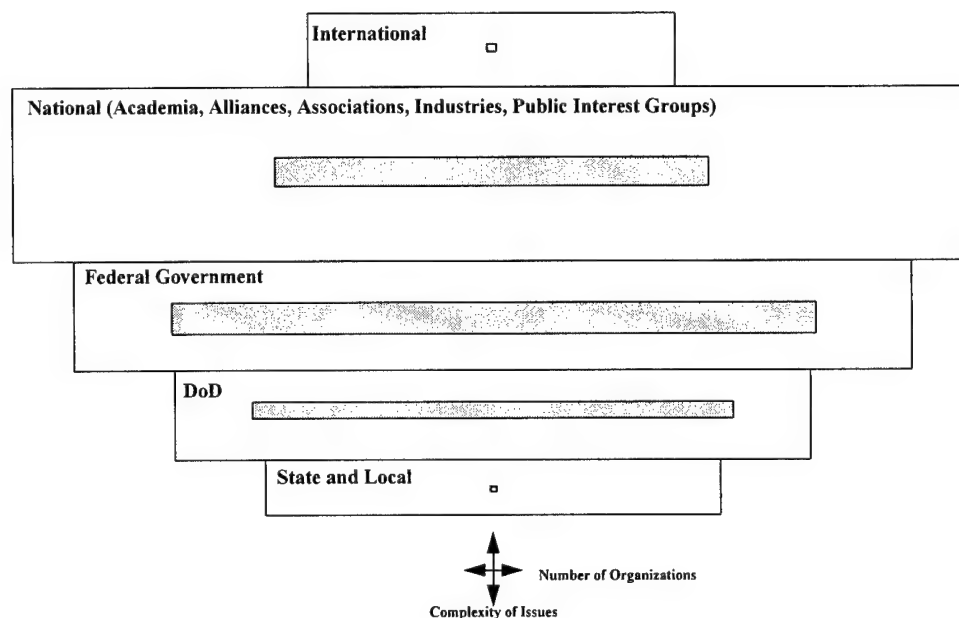 International
National (Academia, Alliances, Associations, Industries, Public Interest Groups)
Federal Government
DoD
State and Local
Number of Organizations
Complexity of Issues